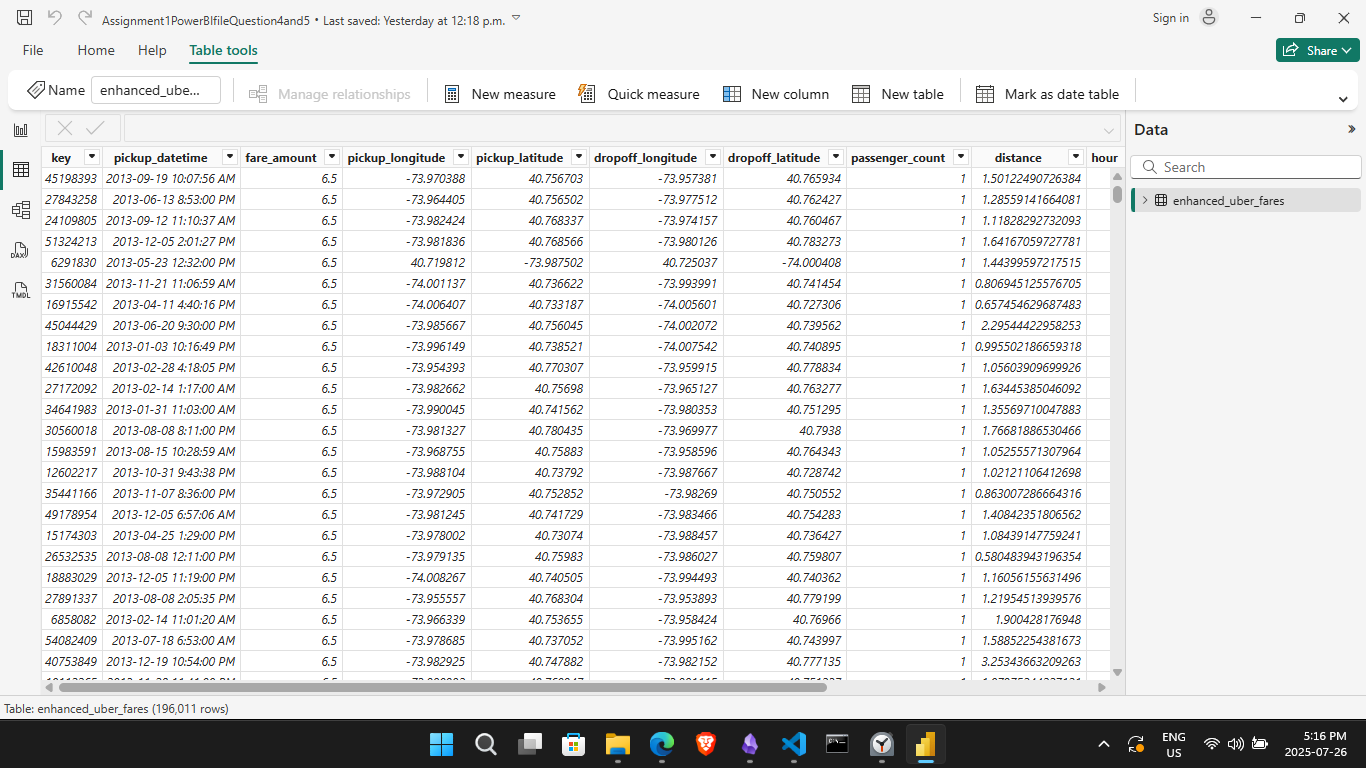 Assignment1PowerBIfileQuestion4and5 • Last saved: Yesterday at 12:18 p.m.
Sign in
File Home Help Table tools
Share
Name enhanced_ube... Manage relationships New measure Quick measure New column New table Mark as date table
Data
Search
enhanced_uber_fares
DAX
TMDL
key pickup_datetime fare_amount pickup_longitude pickup_latitude dropoff_longitude dropoff_latitude passenger_count distance hour
45198393 2013-09-19 10:07:56 AM 6.5 -73.970388 40.756703 -73.957381 40.765934 1 1.50122490726384
27843258 2013-06-13 8:53:00 PM 6.5 -73.964405 40.756502 -73.977512 40.762427 1 1.28559141664081
24109805 2013-09-12 11:10:37 AM 6.5 -73.982424 40.768337 -73.974157 40.760467 1 1.11828292732093
51324213 2013-12-05 2:01:27 PM 6.5 -73.981836 40.768566 -73.980126 40.783273 1 1.64167059727781
6291830 2013-05-23 12:32:00 PM 6.5 40.719812 -73.987502 40.725037 -74.000408 1 1.44399597217515
31560084 2013-11-21 11:06:59 AM 6.5 -74.001137 40.736622 -73.993991 40.741454 1 0.806945125576705
16915542 2013-04-11 4:40:16 PM 6.5 -74.006407 40.733187 -74.005601 40.727306 1 0.657454629687483
45044429 2013-06-20 9:30:00 PM 6.5 -73.985667 40.756045 -74.002072 40.739562 1 2.29544422958253
18311004 2013-01-03 10:16:49 PM 6.5 -73.996149 40.738521 -74.007542 40.740895 1 0.995502186659318
42610048 2013-02-28 4:18:05 PM 6.5 -73.954393 40.770307 -73.959915 40.778834 1 1.05603909699926
27172092 2013-02-14 1:17:00 AM 6.5 -73.982662 40.75698 -73.965127 40.763277 1 1.63445385046092
34641983 2013-01-31 11:03:00 AM 6.5 -73.990045 40.741562 -73.980353 40.751295 1 1.35569710047883
30560018 2013-08-08 8:11:00 PM 6.5 -73.981327 40.780435 -73.969977 40.7938 1 1.76681886530466
15983591 2013-08-15 10:28:59 AM 6.5 -73.968755 40.75883 -73.958596 40.764343 1 1.05255571307964
12602217 2013-10-31 9:43:38 PM 6.5 -73.988104 40.73792 -73.987667 40.728742 1 1.02121106412698
35441166 2013-11-07 8:36:00 PM 6.5 -73.972905 40.752852 -73.98269 40.750552 1 0.863007286664316
49178954 2013-12-05 6:57:06 AM 6.5 -73.981245 40.741729 -73.983466 40.754283 1 1.40842351806562
15174303 2013-04-25 1:29:00 PM 6.5 -73.978002 40.73074 -73.988457 40.736427 1 1.08439147759241
26532535 2013-08-08 12:11:00 PM 6.5 -73.979135 40.75983 -73.986027 40.759807 1 0.580483943196354
18883029 2013-12-05 11:19:00 PM 6.5 -74.008267 40.740505 -73.994493 40.740362 1 1.16056155631496
27891337 2013-08-08 2:05:35 PM 6.5 -73.955557 40.768304 -73.953893 40.779199 1 1.21954513939576
6858082 2013-02-14 11:01:20 AM 6.5 -73.966339 40.753655 -73.958424 40.76966 1 1.900428176948
54082409 2013-07-18 6:53:00 AM 6.5 -73.978685 40.737052 -73.995162 40.743997 1 1.58852254381673
40753849 2013-12-19 10:54:00 PM 6.5 -73.982925 40.747882 -73.982152 40.777135 1 3.25343663209263
Table: enhanced_uber_fares (196,011 rows)
ENG
US
5:16 PM
2025-07-26